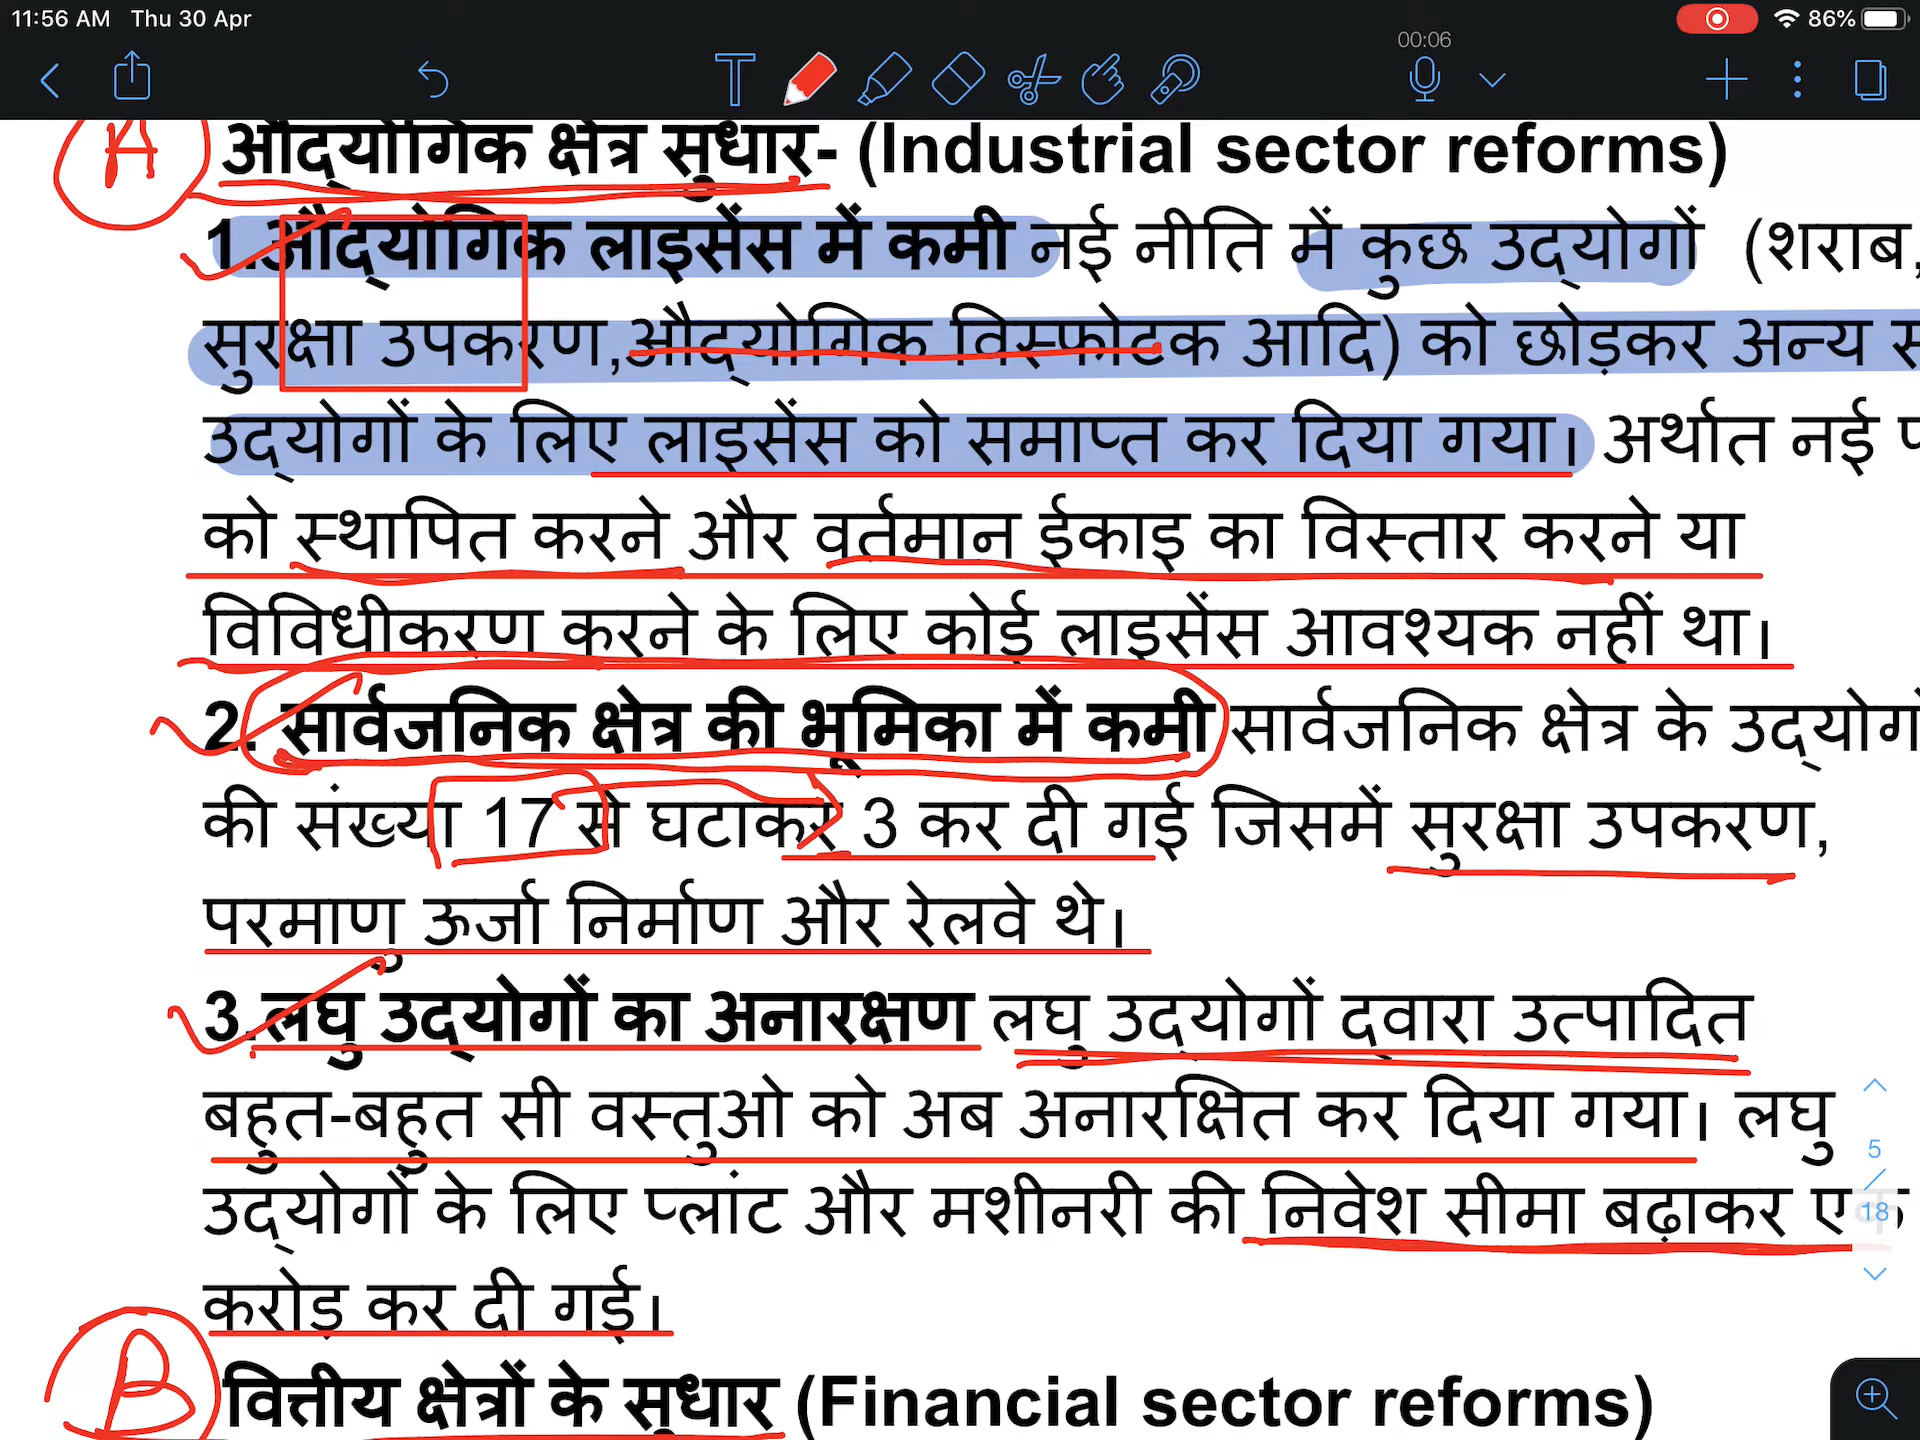 11:56 AM Thu 30 Apr 86%
00:06
A औद्योगिक क्षेत्र सुधार- (Industrial sector reforms)
1.औद्योगिक लाइसेंस में कमी नई नीति में कुछ उद्योगों (शराब,
सुरक्षा उपकरण,औद्योगिक विस्फोटक आदि) को छोड़कर अन्य
उद्योगों के लिए लाइसेंस को समाप्त कर दिया गया। अर्थात नई
को स्थापित करने और वर्तमान ईकाइ का विस्तार करने या
विविधीकरण करने के लिए कोई लाइसेंस आवश्यक नहीं था।
2. सार्वजनिक क्षेत्र की भूमिका में कमी सार्वजनिक क्षेत्र के उद्योगो
की संख्या 17 से घटाकर 3 कर दी गई जिसमें सुरक्षा उपकरण,
परमाणु ऊर्जा निर्माण और रेलवे थे।
3.लघु उद्योगों का अनारक्षण लघु उद्योगों द्वारा उत्पादित
बहुत-बहुत सी वस्तुओ को अब अनारक्षित कर दिया गया। लघु
उद्योगों के लिए प्लांट और मशीनरी की निवेश सीमा बढ़ाकर एक
करोड़ कर दी गई।
B वित्तीय क्षेत्रों के सुधार (Financial sector reforms)
5
18